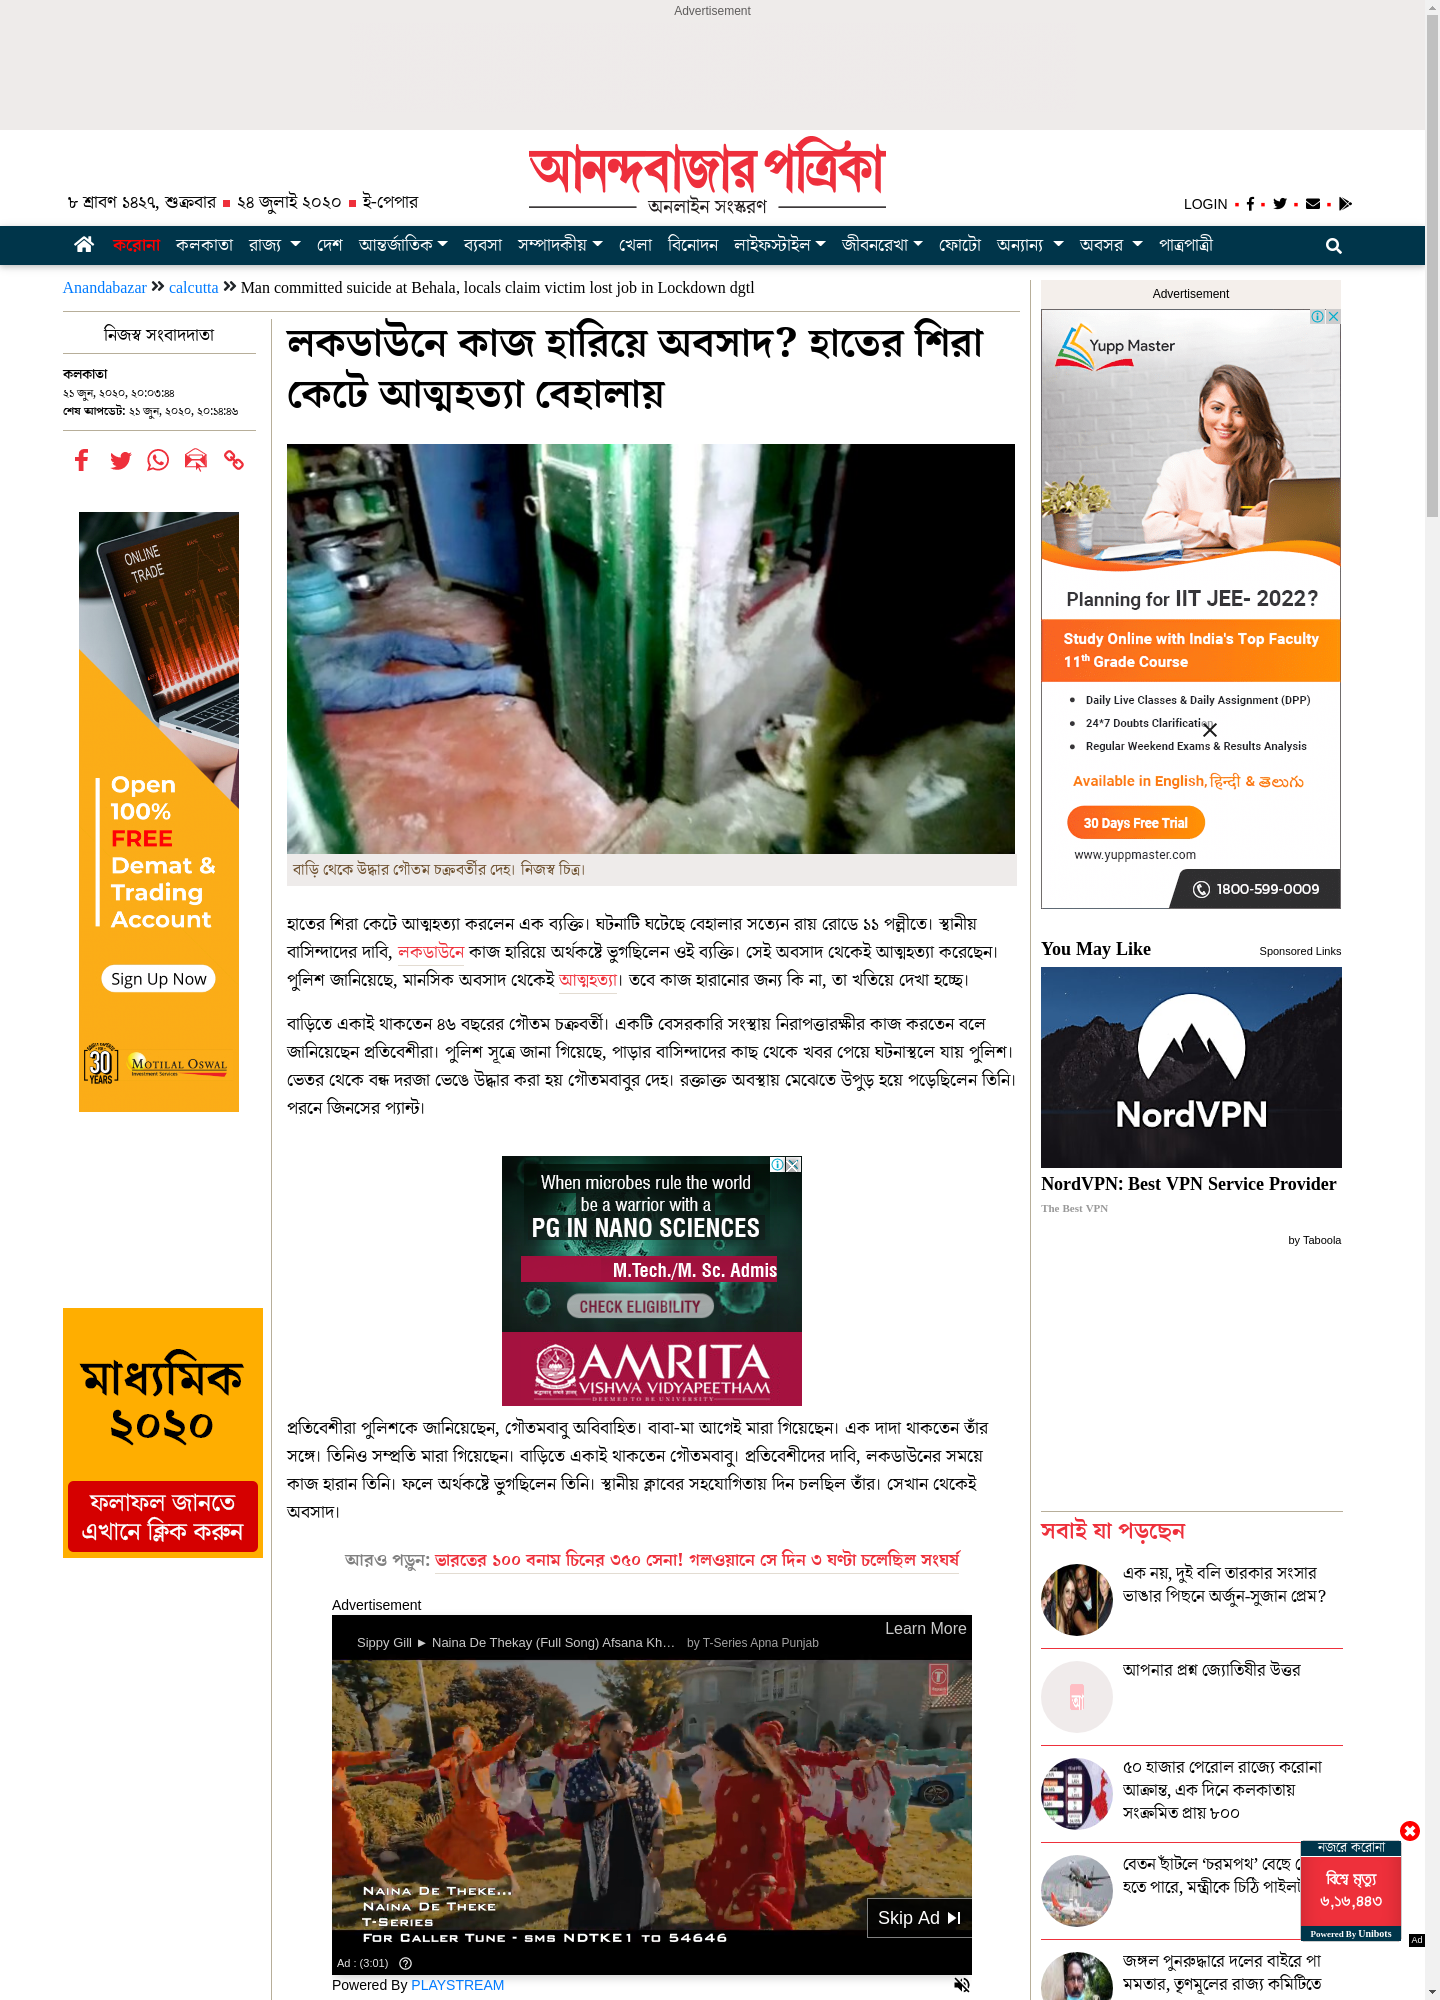 Advertisement
আনন্দবাজার পত্রিকা
অনলাইন সংস্করণ
৮ শ্রাবণ ১৪২৭, শুক্রবার ২৪ জুলাই ২০২০ ই-পেপার
LOGIN
করোনা কলকাতা রাজ্য দেশ আন্তর্জাতিক ব্যবসা সম্পাদকীয় খেলা বিনোদন লাইফস্টাইল জীবনরেখা ফোটো অন্যান্য অবসর পাত্রপাত্রী
Anandabazar » calcutta » Man committed suicide at Behala, locals claim victim lost job in Lockdown dgtl
নিজস্ব সংবাদদাতা
কলকাতা
২১ জুন, ২০২০, ২০:০৩:৪৪
শেষ আপডেট: ২১ জুন, ২০২০, ২০:১৪:৪৬
ONLINE
TRADE
Open
100%
FREE
Demat &
Trading
Account
Sign Up Now
30
YEARS
MOTILAL OSWAL
Investment Services
মাধ্যমিক
২০২০
ফলাফল জানতে
এখানে ক্লিক করুন
লকডাউনে কাজ হারিয়ে অবসাদ? হাতের শিরা
কেটে আত্মহত্যা বেহালায়
বাড়ি থেকে উদ্ধার গৌতম চক্রবর্তীর দেহ। নিজস্ব চিত্র।
হাতের শিরা কেটে আত্মহত্যা করলেন এক ব্যক্তি। ঘটনাটি ঘটেছে বেহালার সত্যেন রায় রোডে ১১ পল্লীতে। স্থানীয়
বাসিন্দাদের দাবি, লকডাউনে কাজ হারিয়ে অর্থকষ্টে ভুগছিলেন ওই ব্যক্তি। সেই অবসাদ থেকেই আত্মহত্যা করেছেন।
পুলিশ জানিয়েছে, মানসিক অবসাদ থেকেই আত্মহত্যা। তবে কাজ হারানোর জন্য কি না, তা খতিয়ে দেখা হচ্ছে।
বাড়িতে একাই থাকতেন ৪৬ বছরের গৌতম চক্রবর্তী। একটি বেসরকারি সংস্থায় নিরাপত্তারক্ষীর কাজ করতেন বলে
জানিয়েছেন প্রতিবেশীরা। পুলিশ সূত্রে জানা গিয়েছে, পাড়ার বাসিন্দাদের কাছ থেকে খবর পেয়ে ঘটনাস্থলে যায় পুলিশ।
ভেতর থেকে বন্ধ দরজা ভেঙে উদ্ধার করা হয় গৌতমবাবুর দেহ। রক্তাক্ত অবস্থায় মেঝেতে উপুড় হয়ে পড়েছিলেন তিনি।
পরনে জিনসের প্যান্ট।
When microbes rule the world
be a warrior with a
PG IN NANO SCIENCES
M.Tech./M. Sc. Admis
CHECK ELIGIBILITY
AMRITA
VISHWA VIDYAPEETHAM
DEEMED TO BE UNIVERSITY
প্রতিবেশীরা পুলিশকে জানিয়েছেন, গৌতমবাবু অবিবাহিত। বাবা-মা আগেই মারা গিয়েছেন। এক দাদা থাকতেন তাঁর
সঙ্গে। তিনিও সম্প্রতি মারা গিয়েছেন। বাড়িতে একাই থাকতেন গৌতমবাবু। প্রতিবেশীদের দাবি, লকডাউনের সময়ে
কাজ হারান তিনি। ফলে অর্থকষ্টে ভুগছিলেন তিনি। স্থানীয় ক্লাবের সহযোগিতায় দিন চলছিল তাঁর। সেখান থেকেই
অবসাদ।
আরও পড়ুন: ভারতের ১০০ বনাম চিনের ৩৫০ সেনা! গলওয়ানে সে দিন ৩ ঘণ্টা চলেছিল সংঘর্ষ
Advertisement
Learn More
Sippy Gill ► Naina De Thekay (Full Song) Afsana Kh… by T-Series Apna Punjab
NAINA DE THEKE...
NAINA DE THEKE
T-SERIES
FOR CALLER TUNE - SMS NDTKE1 TO 54646
Skip Ad
Ad : (3:01)
Powered By PLAYSTREAM
Advertisement
Yupp Master
Planning for IIT JEE- 2022?
Study Online with India's Top Faculty
11th Grade Course
Daily Live Classes & Daily Assignment (DPP)
24*7 Doubts Clarification
Regular Weekend Exams & Results Analysis
Available in English, हिन्दी & తెలుగు
30 Days Free Trial
www.yuppmaster.com
1800-599-0009
You May Like
Sponsored Links
NordVPN
NordVPN: Best VPN Service Provider
The Best VPN
by Taboola
সবাই যা পড়ছেন
এক নয়, দুই বলি তারকার সংসার
ভাঙার পিছনে অর্জুন-সুজান প্রেম?
আপনার প্রশ্ন জ্যোতিষীর উত্তর
৫০ হাজার পেরোল রাজ্যে করোনা
আক্রান্ত, এক দিনে কলকাতায়
সংক্রমিত প্রায় ৮০০
বেতন ছাঁটলে ‘চরমপথ’ বেছে
হতে পারে, মন্ত্রীকে চিঠি পাইলট
জঙ্গল পুনরুদ্ধারে দলের বাইরে পা
মমতার, তৃণমূলের রাজ্য কমিটিতে
নজরে করোনা
বিশ্বে মৃত্যু
৬,১৬,৪৪৩
Powered By Unibots
Ad